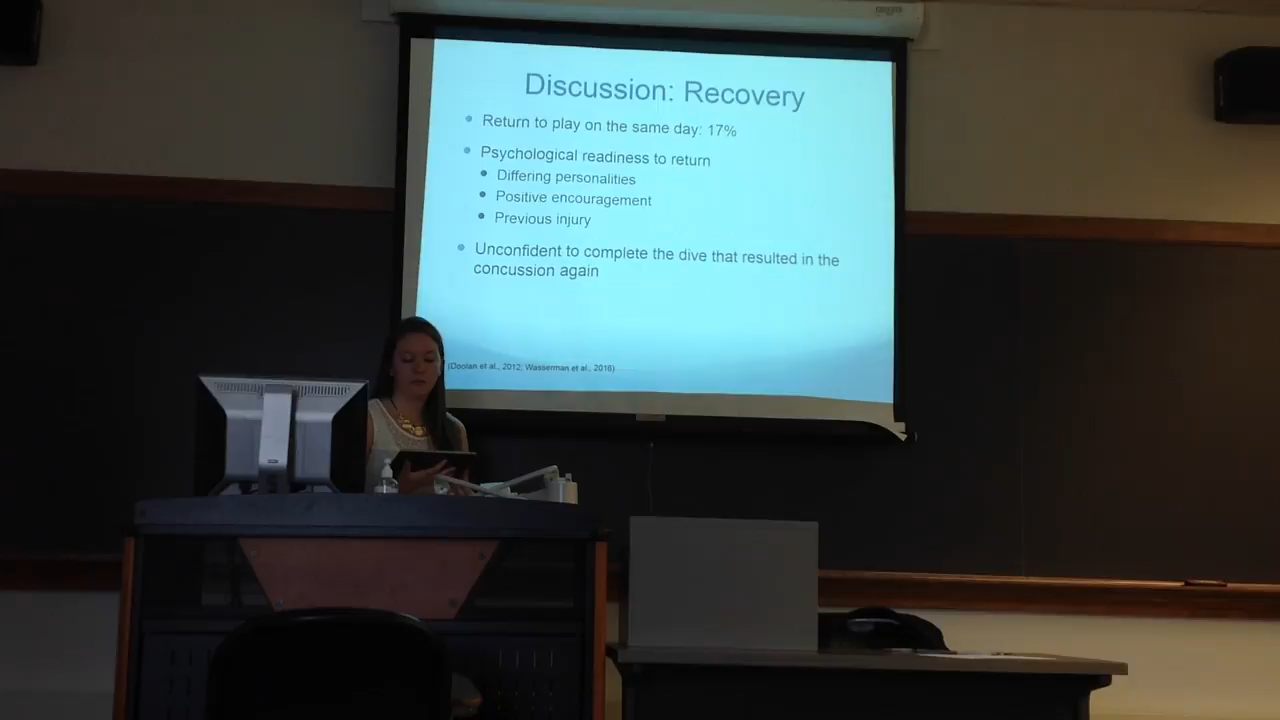 Discussion: Recovery
Return to play on the same day: 17%
Psychological readiness to return
Differing personalities
Positive encouragement
Previous injury
Unconfident to complete the dive that resulted in the
concussion again
(Doolan et al., 2012; Wasserman et al., 2016)